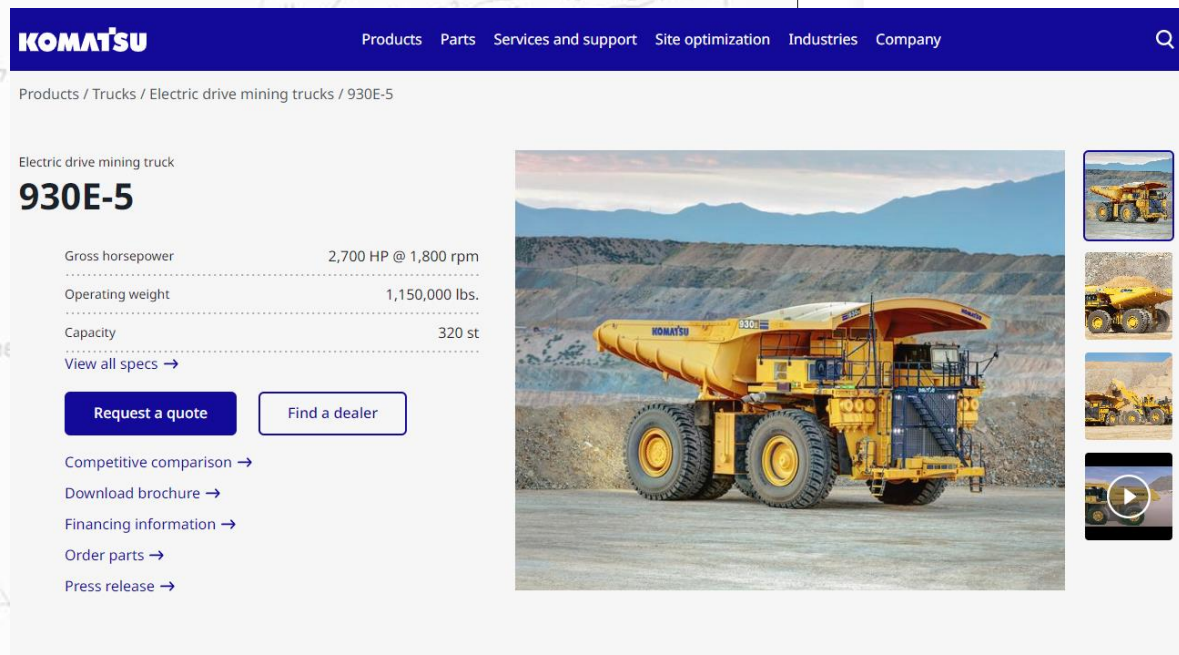 KOMATSU
Products Parts Services and support Site optimization Industries Company
Products / Trucks / Electric drive mining trucks / 930E-5
Electric drive mining truck
930E-5
Gross horsepower 2,700 HP @ 1,800 rpm
Operating weight 1,150,000 lbs.
Capacity 320 st
View all specs →
Request a quote Find a dealer
Competitive comparison →
Download brochure →
Financing information →
Order parts →
Press release →
KOMATSU 930E